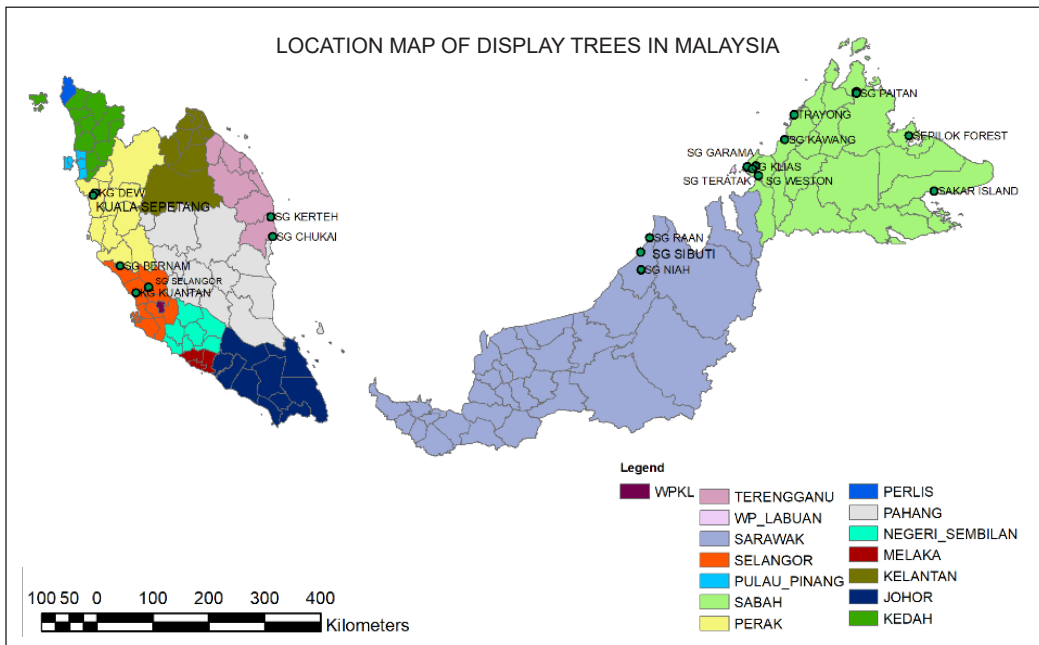 LOCATION MAP OF DISPLAY TREES IN MALAYSIA
SG PAITAN
TRAYONG
SEPILOK FOREST
SG KAWANG
SG GARAMA
SG KLIAS
SG TERATAK
SG WESTON
SAKAR ISLAND
KG DEW
KUALA SEPETANG
SG KERTEH
SG CHUKAI
SG RAAN
SG SIBUTI
SG NIAH
SG BERNAM
SG SELANGOR
KG KUANTAN
Legend
WPKL
TERENGGANU
WP_LABUAN
SARAWAK
SELANGOR
PULAU_PINANG
SABAH
PERAK
PERLIS
PAHANG
NEGERI_SEMBILAN
MELAKA
KELANTAN
JOHOR
KEDAH
100 50 0 100 200 300 400
Kilometers